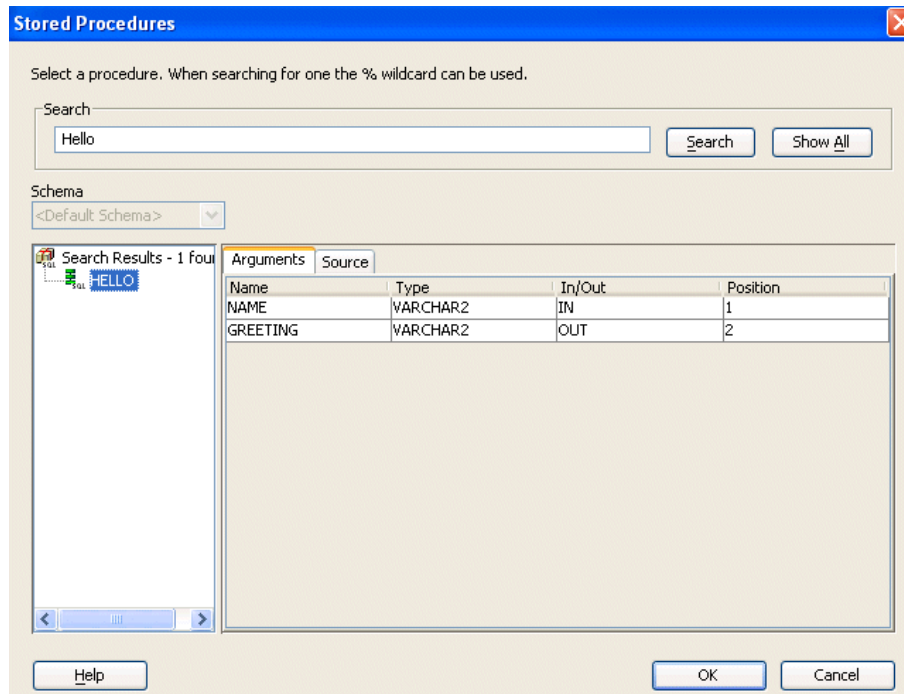 Stored Procedures
Select a procedure. When searching for one the % wildcard can be used.
Search
Hello
Search
Show All
Schema
<Default Schema>
Search Results - 1 four
SQL HELLO
Arguments Source
Name Type In/Out Position
NAME VARCHAR2 IN 1
GREETING VARCHAR2 OUT 2
Help
OK
Cancel